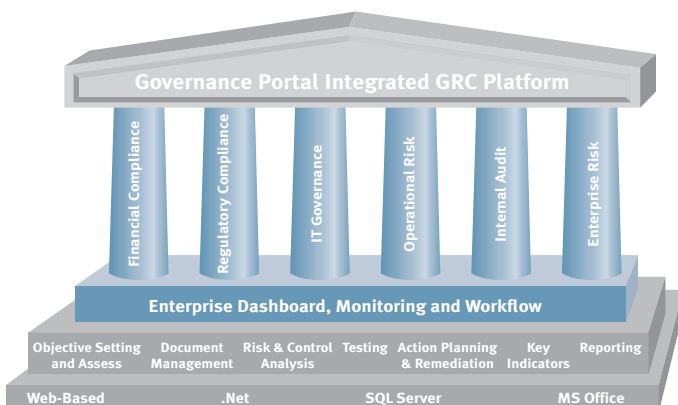 Governance Portal Integrated GRC Platform
Financial Compliance
Regulatory Compliance
IT Governance
Operational Risk
Internal Audit
Enterprise Risk
Enterprise Dashboard, Monitoring and Workflow
Objective Setting
and Assess
Document
Management
Risk & Control
Analysis
Testing
Action Planning
& Remediation
Key
Indicators
Reporting
Web-Based
.Net
SQL Server
MS Office